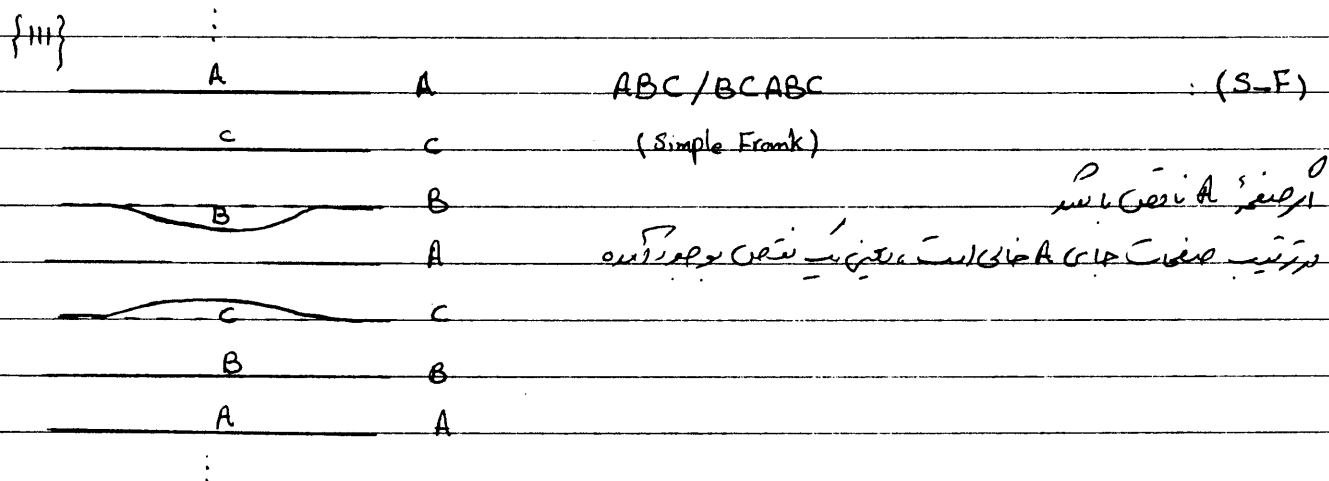 {111}
A A ABC/BCABC : (S_F)
C C (Simple Frank)
B B اگر صفحهٔ A ناقص باشد
A در ترتیب صفحات جای A خالی است، یعنی یک نقص بوجود آمده
C C
B B
A A